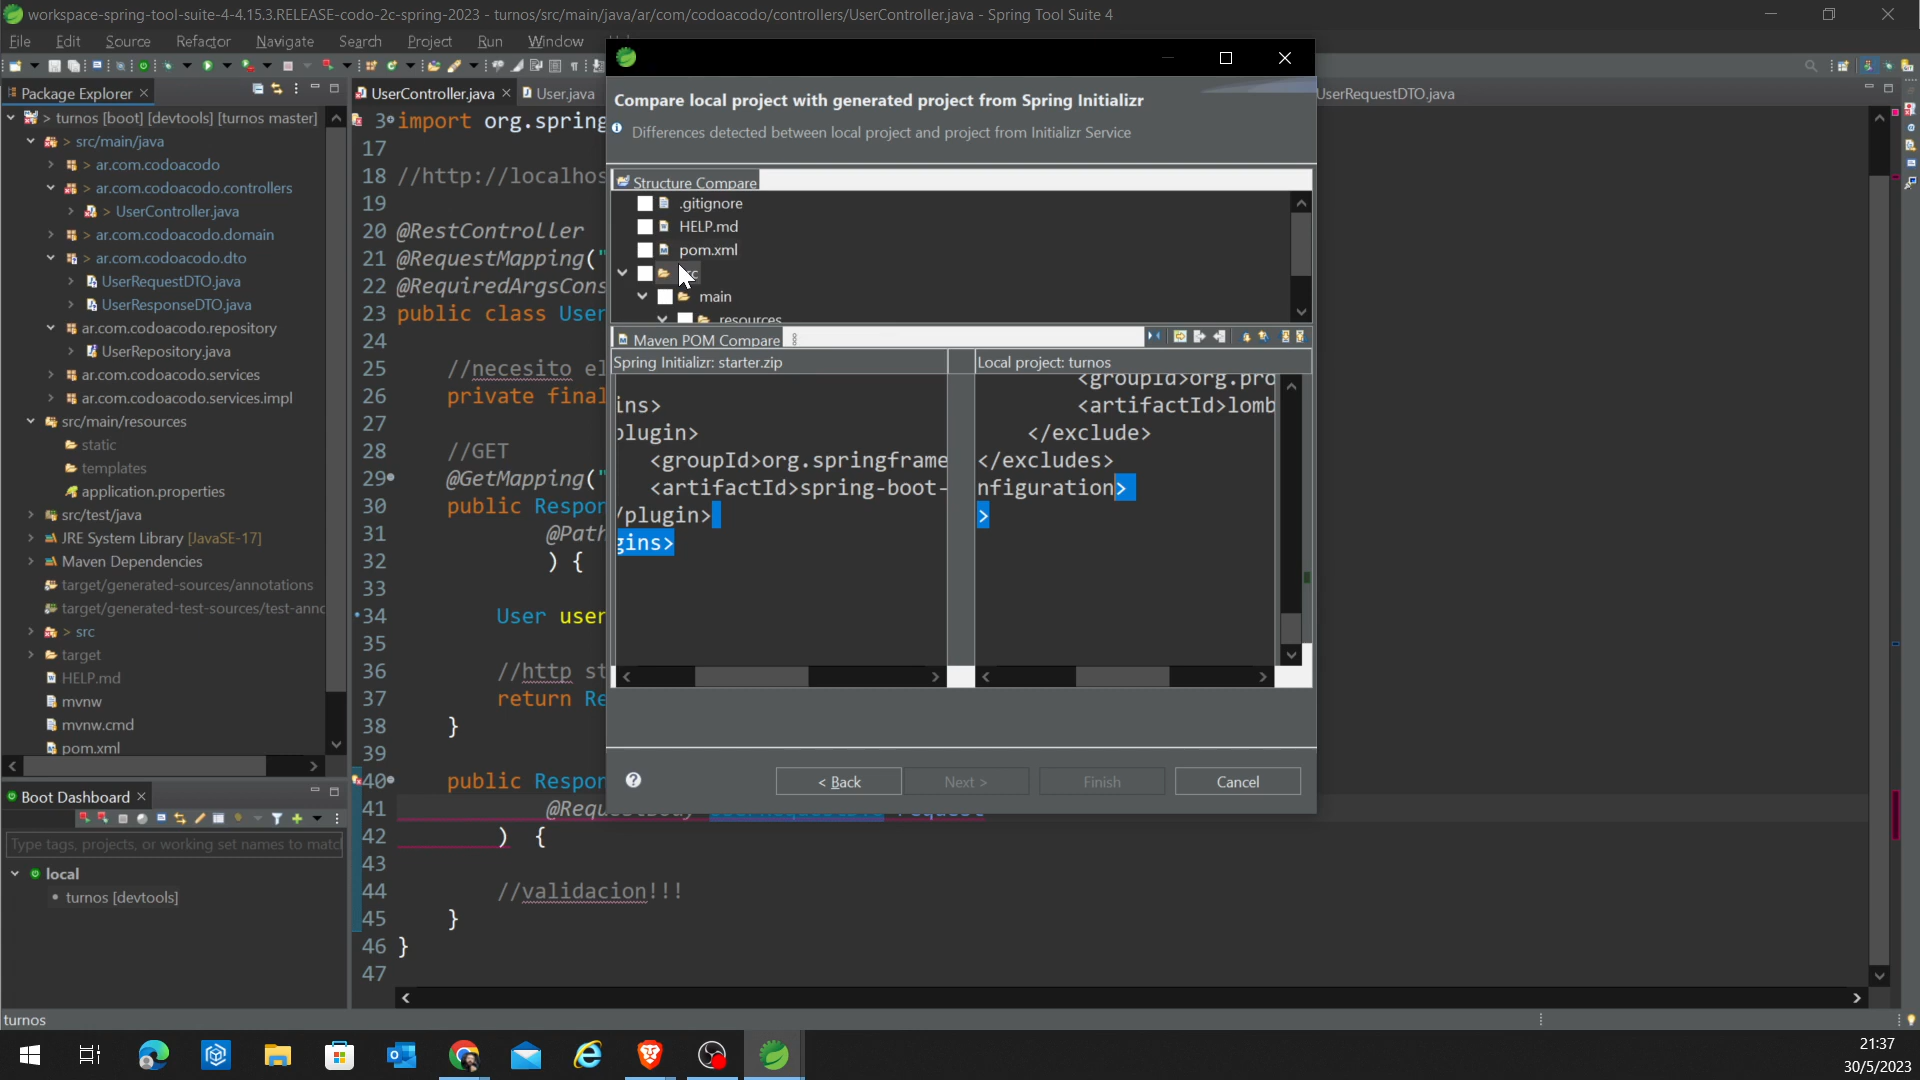 workspace-spring-tool-suite-4-4.15.3.RELEASE-codo-2c-spring-2023 - turnos/src/main/java/ar/com/codoacodo/controllers/UserController.java - Spring Tool Suite 4
File Edit Source Refactor Navigate Search Project Run Window
Package Explorer
> turnos [boot] [devtools] [turnos master]
> src/main/java
> ar.com.codoacodo
> ar.com.codoacodo.controllers
> UserController.java
> ar.com.codoacodo.domain
> ar.com.codoacodo.dto
UserRequestDTO.java
UserResponseDTO.java
ar.com.codoacodo.repository
UserRepository.java
ar.com.codoacodo.services
ar.com.codoacodo.services.impl
src/main/resources
static
templates
application.properties
src/test/java
JRE System Library [JavaSE-17]
Maven Dependencies
target/generated-sources/annotations
target/generated-test-sources/test-anno
> src
target
HELP.md
mvnw
mvnw.cmd
pom.xml
Boot Dashboard
Type tags, projects, or working set names to match
local
turnos [devtools]
turnos
UserController.java
User.java
UserRequestDTO.java
3 import org.spring
17
18 //http://localhos
19
20 @RestController
21 @RequestMapping("
22 @RequiredArgsCons
23 public class User
24
25 //necesito el
26 private final
27
28 //GET
29 @GetMapping("
30 public Respon
31 @Path
32 ) {
33
34 User user
35
36 //http st
37 return Re
38 }
39
40 public Respon
41
42 ) {
43
44 //validacion!!!
45 }
46 }
47
Compare local project with generated project from Spring Initializr
Differences detected between local project and project from Initializr Service
Structure Compare
.gitignore
HELP.md
pom.xml
main
resources
Maven POM Compare
Spring Initializr: starter.zip
Local project: turnos
ins>
plugin>
<groupId>org.springframe
<artifactId>spring-boot-
/plugin>
gins>
<groupId>org.pro
<artifactId>lomb
</exclude>
</excludes>
nfiguration>
>
< Back
Next >
Finish
Cancel
21:37
30/5/2023